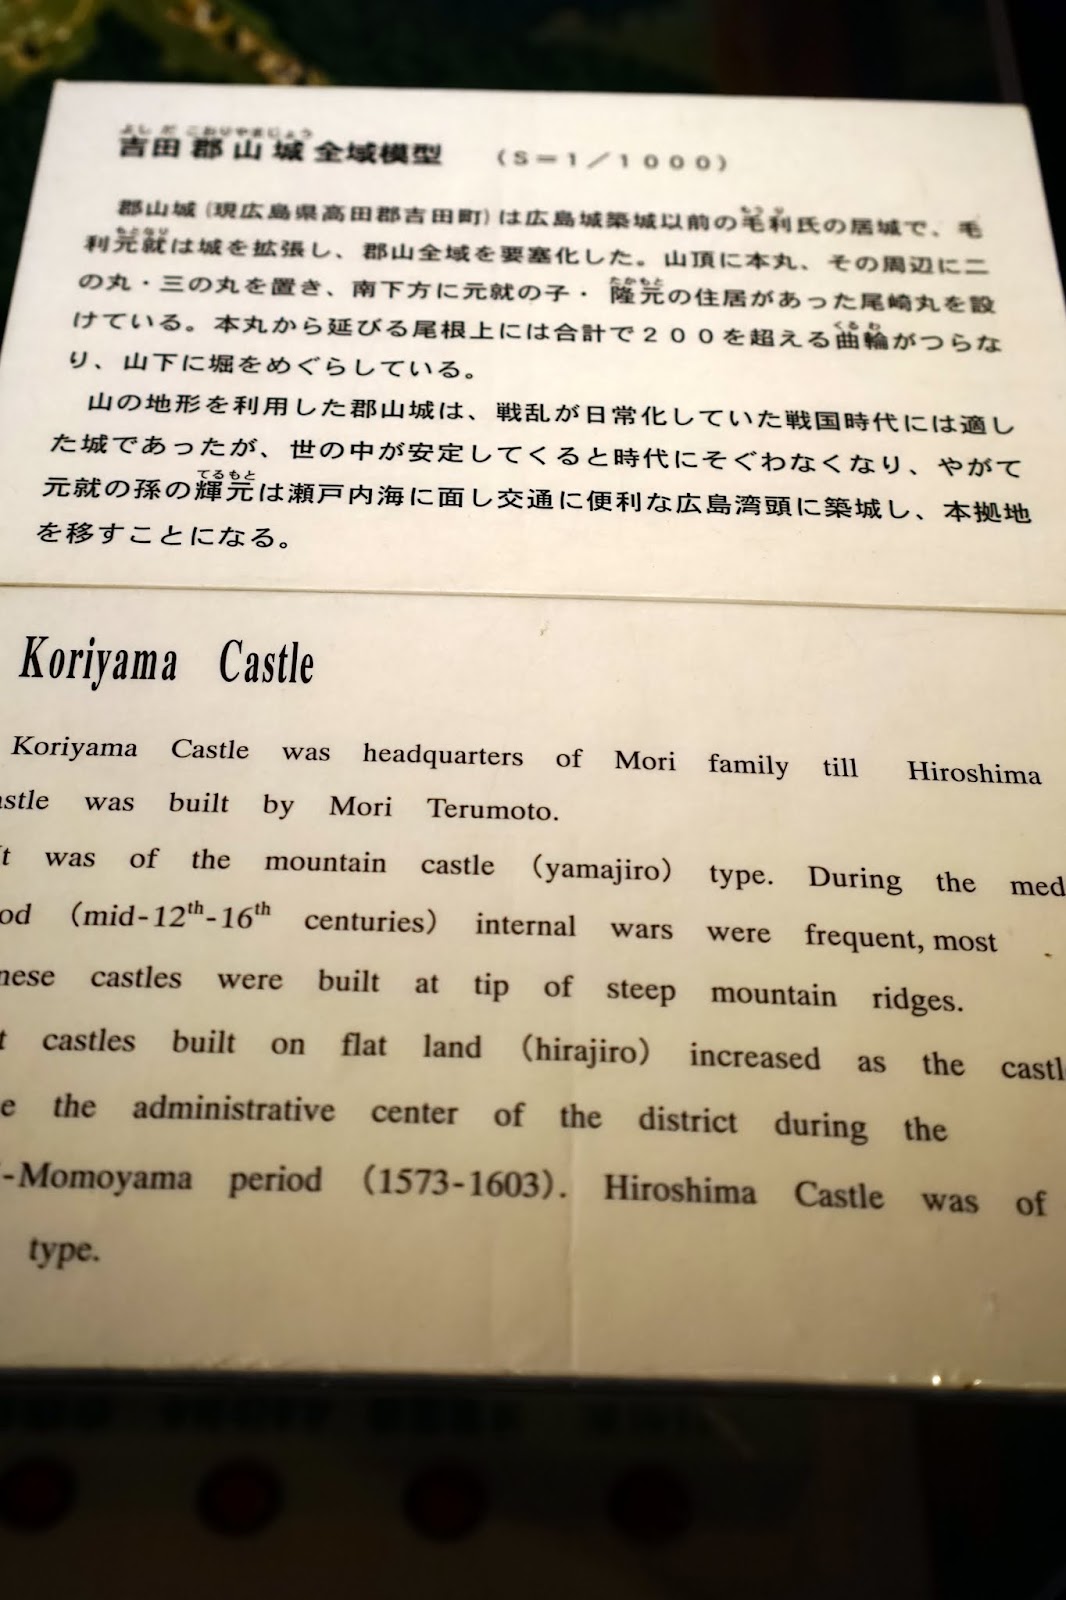 よしだ こおりやまじょう
吉田 郡山城 全域模型 (S=1/1000)
郡山城(現広島県高田郡吉田町)は広島城築城以前の毛利氏の居城で、毛
利元就は城を拡張し、郡山全域を要塞化した。山頂に本丸、その周辺に二
の丸・三の丸を置き、南下方に元就の子・隆元の住居があった尾崎丸を設
けている。本丸から延びる尾根上には合計で200を超える曲輪がつらな
り、山下に堀をめぐらしている。
山の地形を利用した郡山城は、戦乱が日常化していた戦国時代には適し
た城であったが、世の中が安定してくると時代にそぐわなくなり、やがて
元就の孫の輝元は瀬戸内海に面し交通に便利な広島湾頭に築城し、本拠地
を移すことになる。
Koriyama Castle
Koriyama Castle was headquarters of Mori family till Hiroshima
astle was built by Mori Terumoto.
It was of the mountain castle (yamajiro) type. During the med
od (mid-12th-16th centuries) internal wars were frequent, most
nese castles were built at tip of steep mountain ridges.
t castles built on flat land (hirajiro) increased as the castl
e the administrative center of the district during the
-Momoyama period (1573-1603). Hiroshima Castle was of
type.